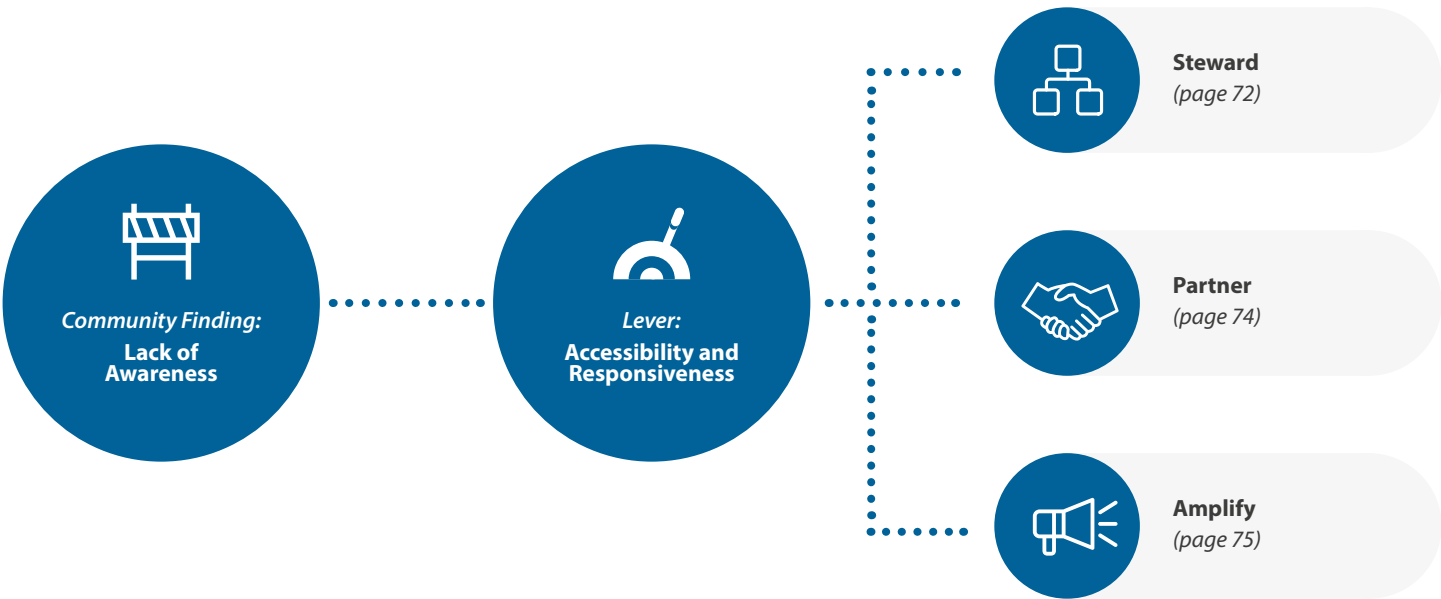 Community Finding:
Lack of
Awareness
Lever:
Accessibility and
Responsiveness
Steward
(page 72)
Partner
(page 74)
Amplify
(page 75)